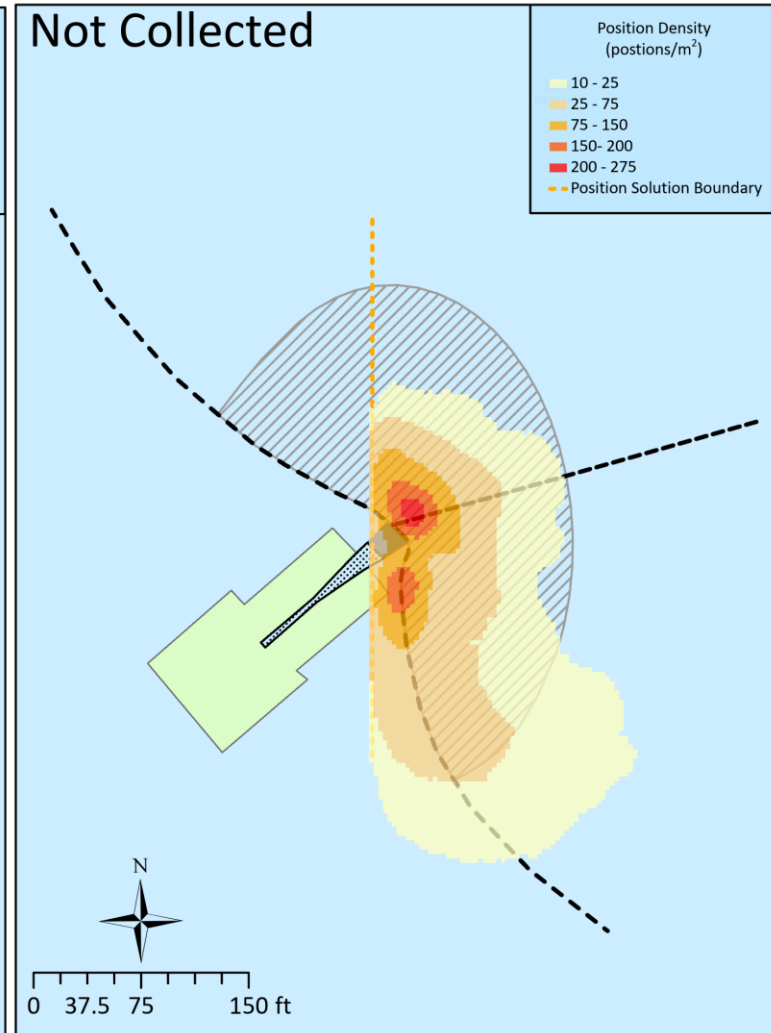 Not Collected
Position Density
(postions/m²)
10 - 25
25 - 75
75 - 150
150- 200
200 - 275
Position Solution Boundary
N
0 37.5 75 150 ft